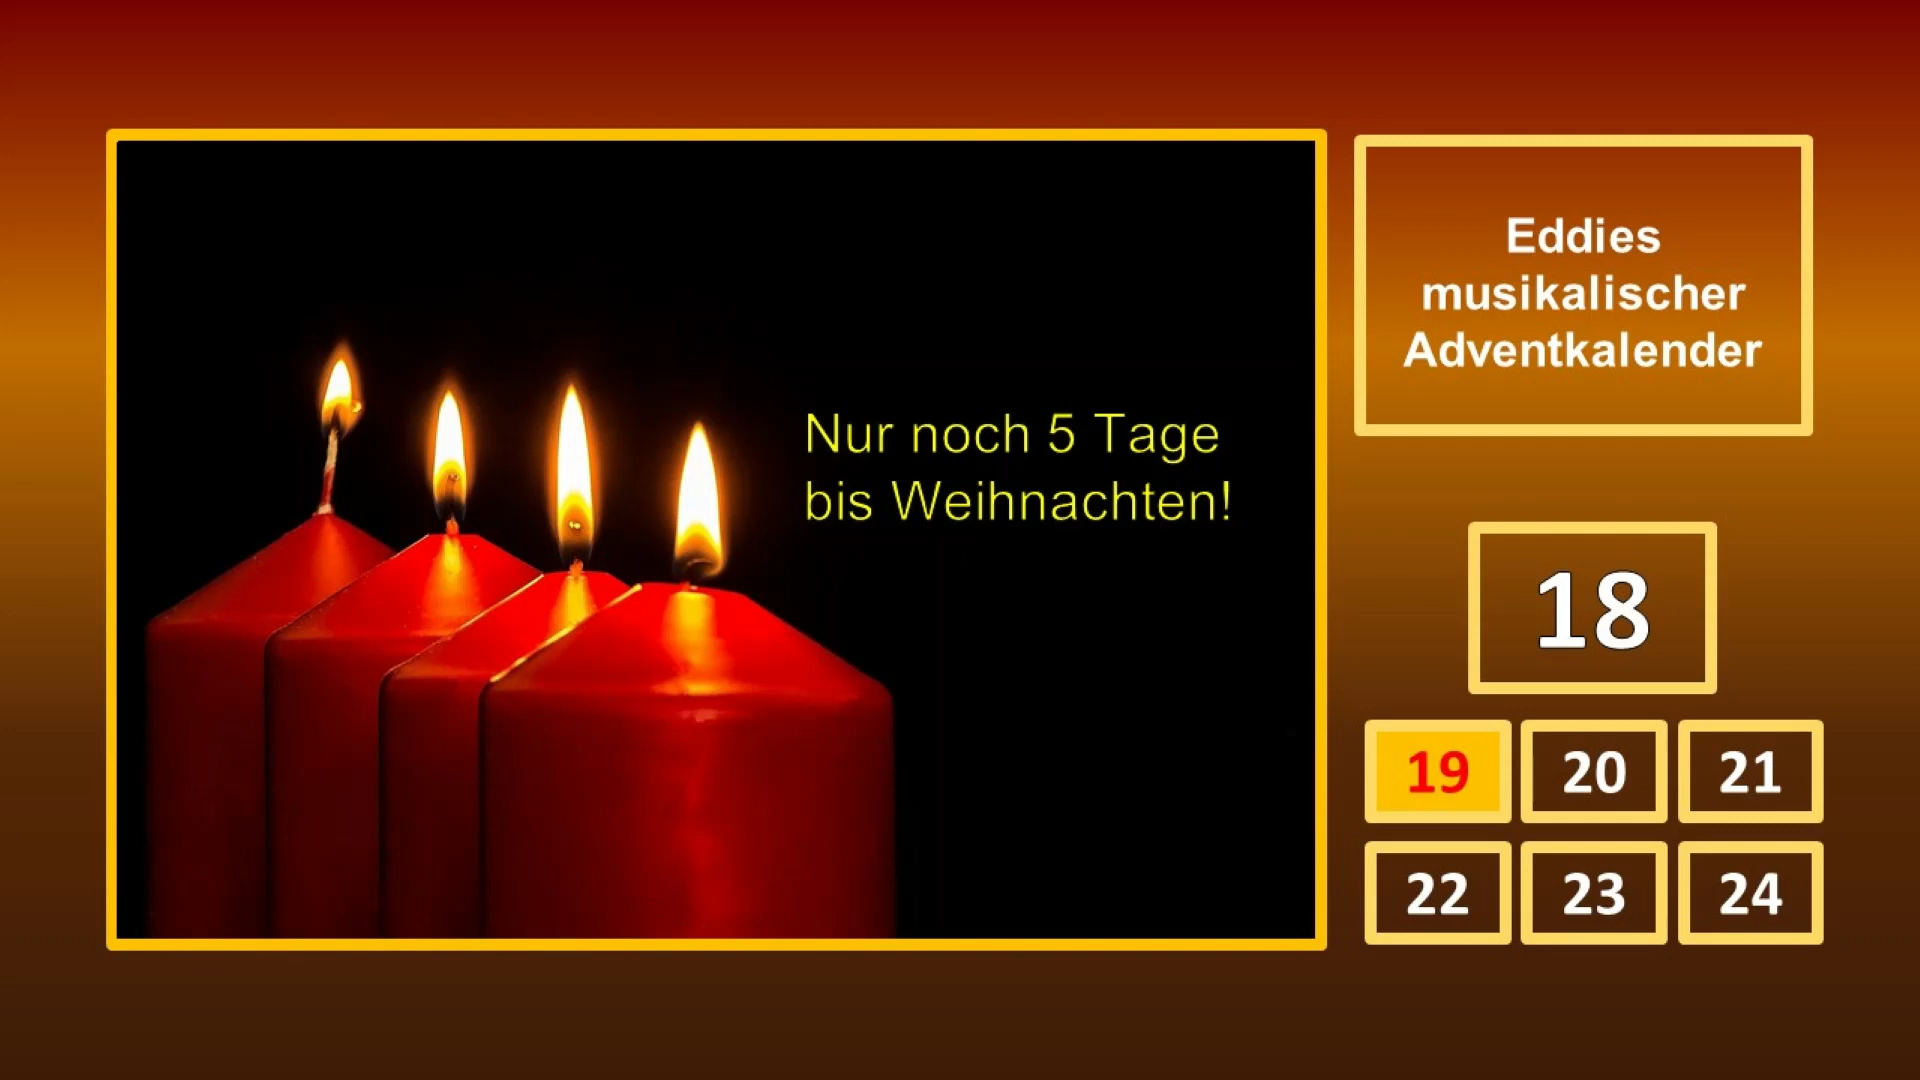 Nur noch 5 Tage
bis Weihnachten!
Eddies
musikalischer
Adventkalender
18
19 20 21
22 23 24